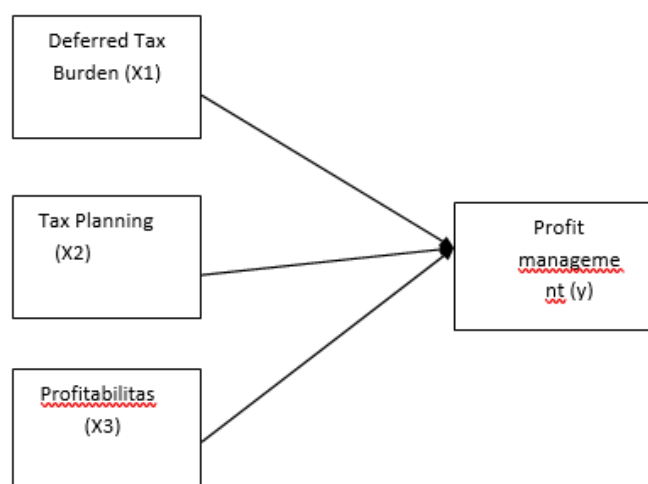 Deferred Tax
Burden (X1)
Tax Planning
(X2)
Profitabilitas
(X3)
Profit
manageme
nt (y)